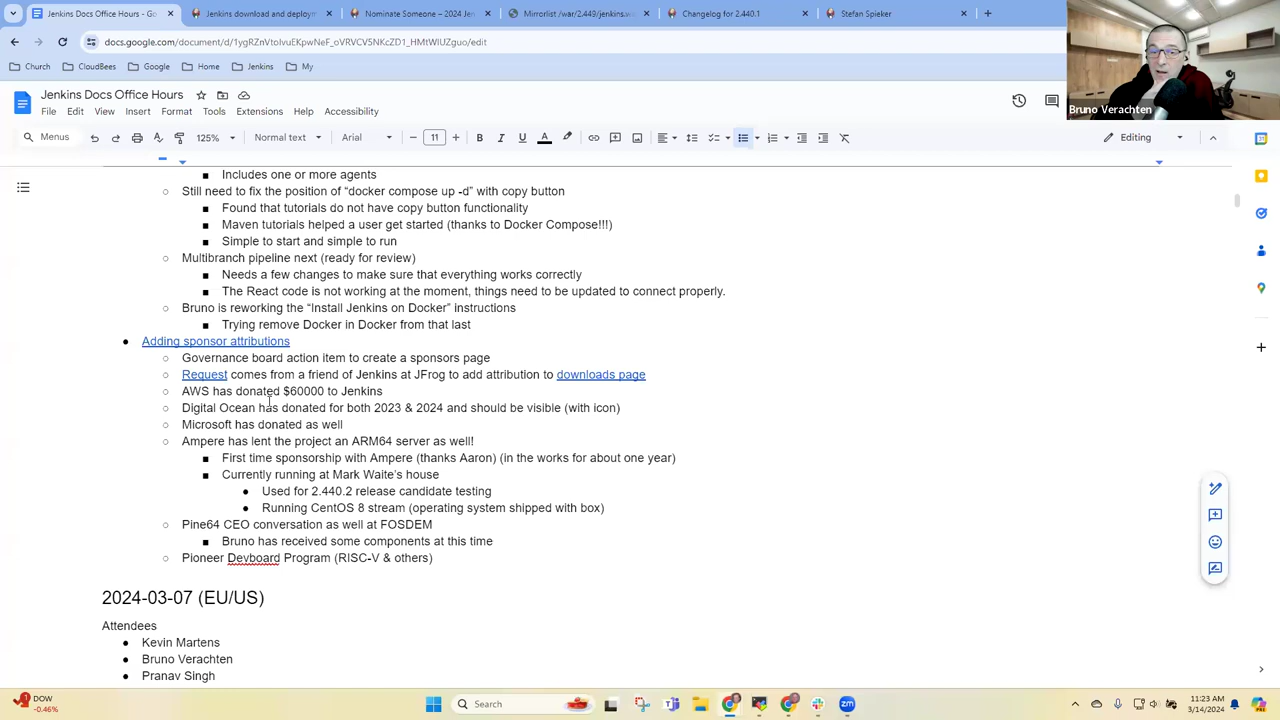 Docs Office Hours - Goo
Jenkins download and deploym
Nominate Someone – 2024 Jen
Mirrorlist /war/2.449/jenkins.w
Changelog for 2.440.1
Stefan Spieker
docs.google.com/document/d/1ygRZnVtolvuEKpwNeF_oVRVCV5NKcZD1_HMtWlUZguo/edit
Church
CloudBees
Google
Home
Jenkins
My
Jenkins Docs Office Hours
File Edit View Insert Format Tools Extensions Help Accessibility
Menus
125%
Normal text
Arial
11
Editing
Bruno Verachten
■ Includes one or more agents
○ Still need to fix the position of “docker compose up -d” with copy button
■ Found that tutorials do not have copy button functionality
■ Maven tutorials helped a user get started (thanks to Docker Compose!!!)
■ Simple to start and simple to run
○ Multibranch pipeline next (ready for review)
■ Needs a few changes to make sure that everything works correctly
■ The React code is not working at the moment, things need to be updated to connect properly.
○ Bruno is reworking the “Install Jenkins on Docker” instructions
■ Trying remove Docker in Docker from that last
● Adding sponsor attributions
○ Governance board action item to create a sponsors page
○ Request comes from a friend of Jenkins at JFrog to add attribution to downloads page
○ AWS has donated $60000 to Jenkins
○ Digital Ocean has donated for both 2023 & 2024 and should be visible (with icon)
○ Microsoft has donated as well
○ Ampere has lent the project an ARM64 server as well!
■ First time sponsorship with Ampere (thanks Aaron) (in the works for about one year)
■ Currently running at Mark Waite’s house
● Used for 2.440.2 release candidate testing
● Running CentOS 8 stream (operating system shipped with box)
○ Pine64 CEO conversation as well at FOSDEM
■ Bruno has received some components at this time
○ Pioneer Devboard Program (RISC-V & others)
2024-03-07 (EU/US)
Attendees
● Kevin Martens
● Bruno Verachten
● Pranav Singh
DOW
-0.46%
Search
11:23 AM
3/14/2024